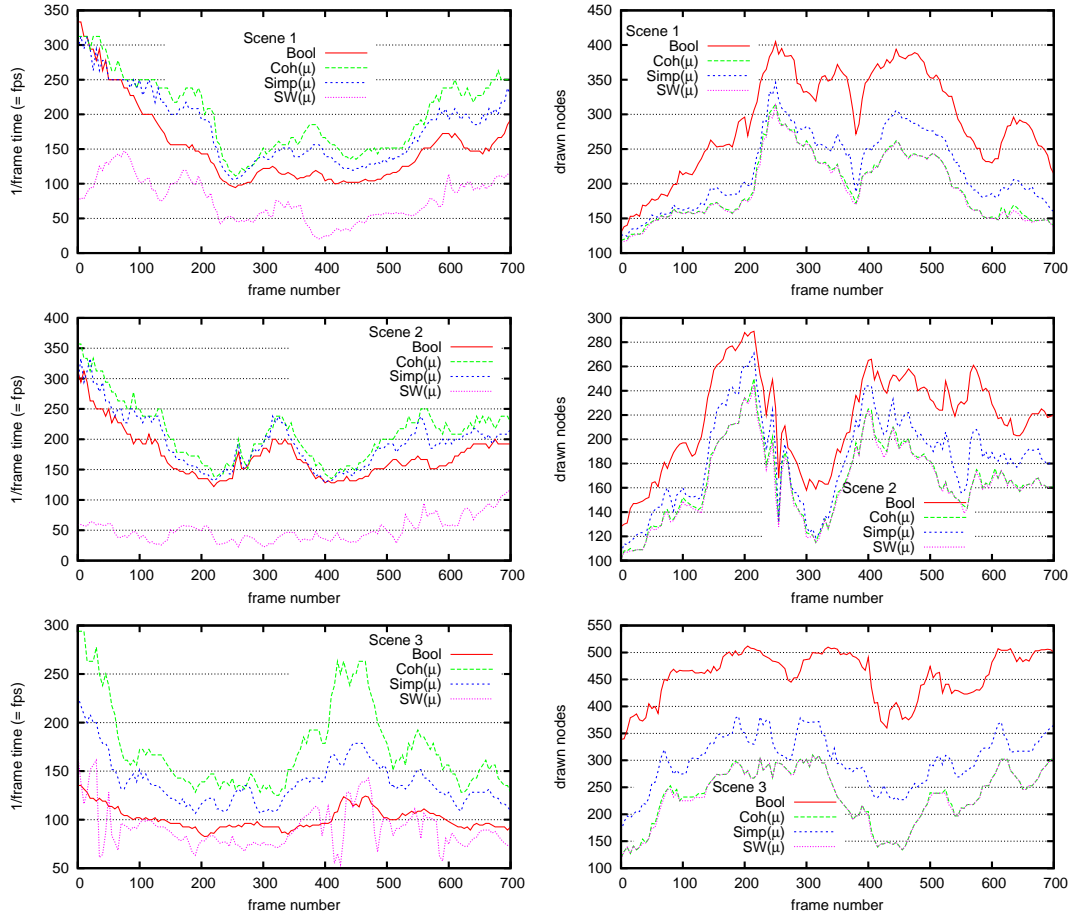 350
300
250
200
150
100
50
0
1/frame time (= fps)
Scene 1
Bool
Coh(μ)
Simp(μ)
SW(μ)
0 100 200 300 400 500 600 700
frame number
450
400
350
300
250
200
150
100
drawn nodes
Scene 1
Bool
Coh(μ)
Simp(μ)
SW(μ)
0 100 200 300 400 500 600 700
frame number
400
350
300
250
200
150
100
50
0
1/frame time (= fps)
Scene 2
Bool
Coh(μ)
Simp(μ)
SW(μ)
0 100 200 300 400 500 600 700
frame number
300
280
260
240
220
200
180
160
140
120
100
drawn nodes
Scene 2
Bool
Coh(μ)
Simp(μ)
SW(μ)
0 100 200 300 400 500 600 700
frame number
300
250
200
150
100
50
1/frame time (= fps)
Scene 3
Bool
Coh(μ)
Simp(μ)
SW(μ)
0 100 200 300 400 500 600 700
frame number
550
500
450
400
350
300
250
200
150
100
drawn nodes
Scene 3
Bool
Coh(μ)
Simp(μ)
SW(μ)
0 100 200 300 400 500 600 700
frame number